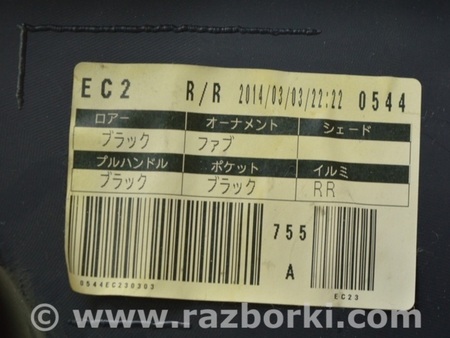 EC2 R/R 2014/03/03/22:22 0544
ロアー オーナメント シェード
ブラック ファブ
プルハンドル ポケット イルミ
ブラック ブラック RR
755
A
0544EC230303 EC23
© www.razborki.com ©